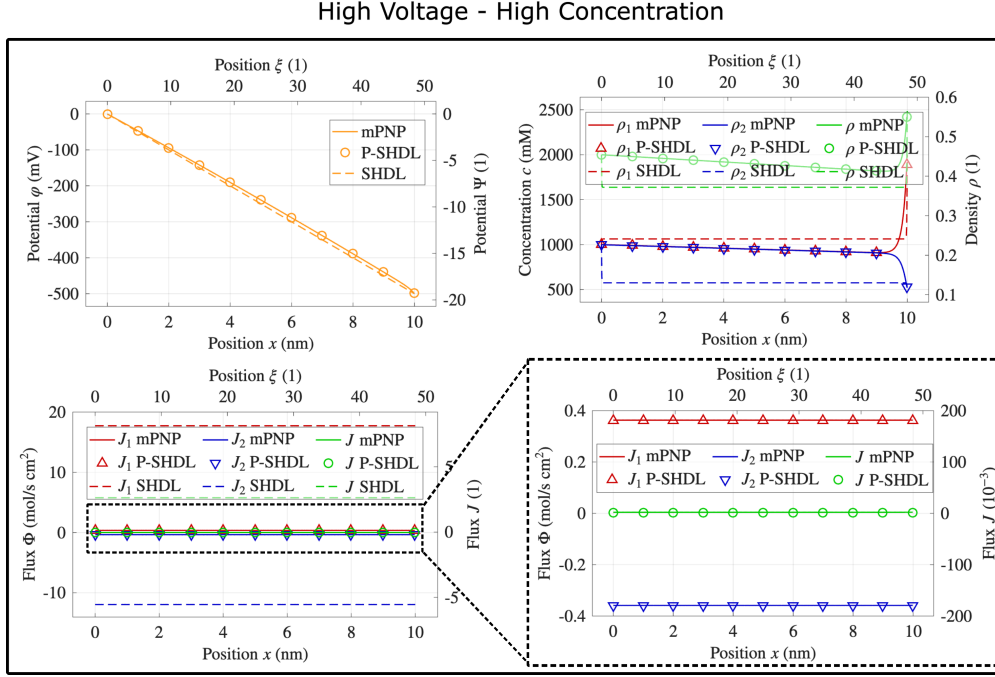 High Voltage - High Concentration
Position ξ (1)
0 10 20 30 40 50
0
-100
-200
-300
-400
-500
Potential φ (mV)
mPNP
P-SHDL
SHDL
0
-5
-10
-15
-20
Potential Ψ (1)
0 2 4 6 8 10
Position x (nm)
Position ξ (1)
0 10 20 30 40 50
2500
2000
1500
1000
500
Concentration c (mM)
ρ1 mPNP ρ2 mPNP ρ mPNP
ρ1 P-SHDL ρ2 P-SHDL ρ P-SHDL
ρ1 SHDL ρ2 SHDL ρ SHDL
0.6
0.5
0.4
0.3
0.2
0.1
Density ρ (1)
0 2 4 6 8 10
Position x (nm)
Position ξ (1)
0 10 20 30 40 50
20
10
0
-10
Flux Φ (mol/s cm²)
J1 mPNP J2 mPNP J mPNP
J1 P-SHDL J2 P-SHDL J P-SHDL
J1 SHDL J2 SHDL J SHDL
5
0
-5
Flux J (1)
0 2 4 6 8 10
Position x (nm)
Position ξ (1)
0 10 20 30 40 50
0.4
0.2
0
-0.2
-0.4
Flux Φ (mol/s cm²)
J1 mPNP J2 mPNP J mPNP
J1 P-SHDL J2 P-SHDL J P-SHDL
200
100
0
-100
-200
Flux J (10⁻³)
0 2 4 6 8 10
Position x (nm)